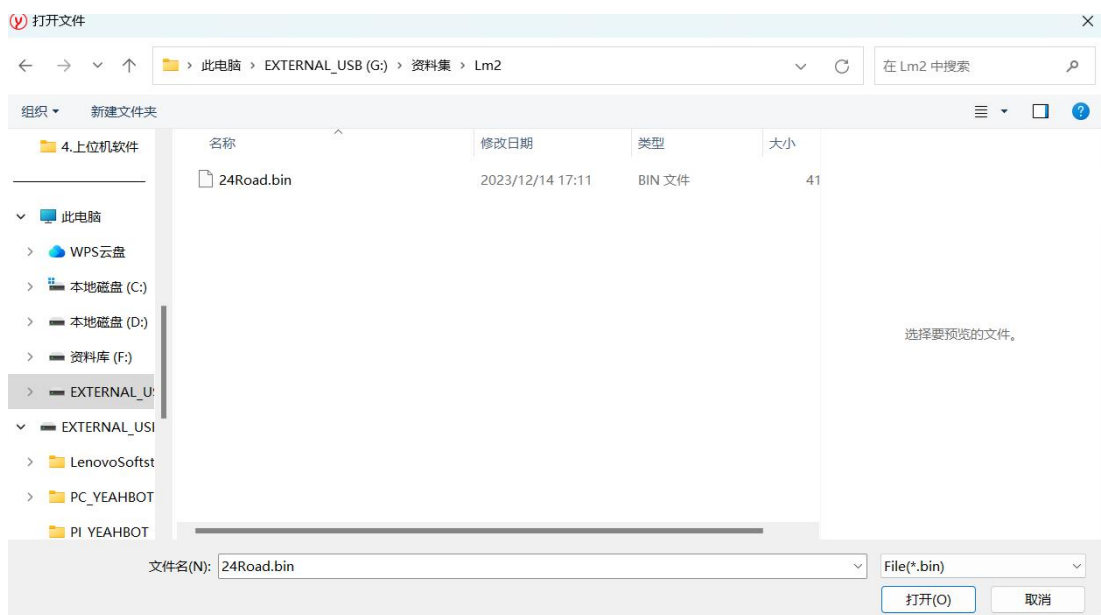 打开文件
此电脑 > EXTERNAL_USB (G:) > 资料集 > Lm2
在 Lm2 中搜索
组织 新建文件夹
名称 修改日期 类型 大小
24Road.bin 2023/12/14 17:11 BIN 文件 41
4.上位机软件
此电脑
WPS云盘
本地磁盘 (C:)
本地磁盘 (D:)
资料库 (F:)
EXTERNAL_U
EXTERNAL_USI
LenovoSoftst
PC_YEAHBOT
PI_YEAHBOT
选择要预览的文件。
文件名(N): 24Road.bin File(*.bin)
打开(O) 取消